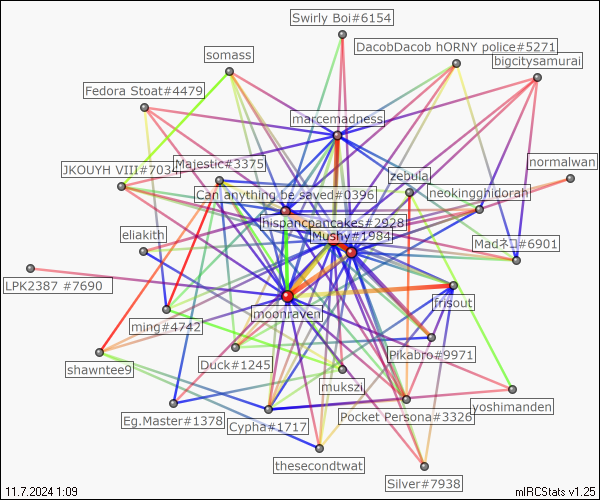 Swirly Boi#6154
DacobDacob hORNY police#5271
somass
bigcitysamurai
Fedora Stoat#4479
marcemadness
normalwan
JKOUYH VIII#7034
Majestic#3375
zebula
Can anything be saved#0396
neokinghidorah
hispancpancakes#2928
eliakith
Mushy#1984
Madネコ#6901
LPK2387 #7690
moonraven
frisout
ming#4742
Pikabro#9971
Duck#1245
shawntee9
mukszi
yoshimanden
Eg.Master#1378
Cypha#1717
Pocket Persona#3326
thesecondtwat
Silver#7938
11.7.2024 1:09
mIRCStats v1.25